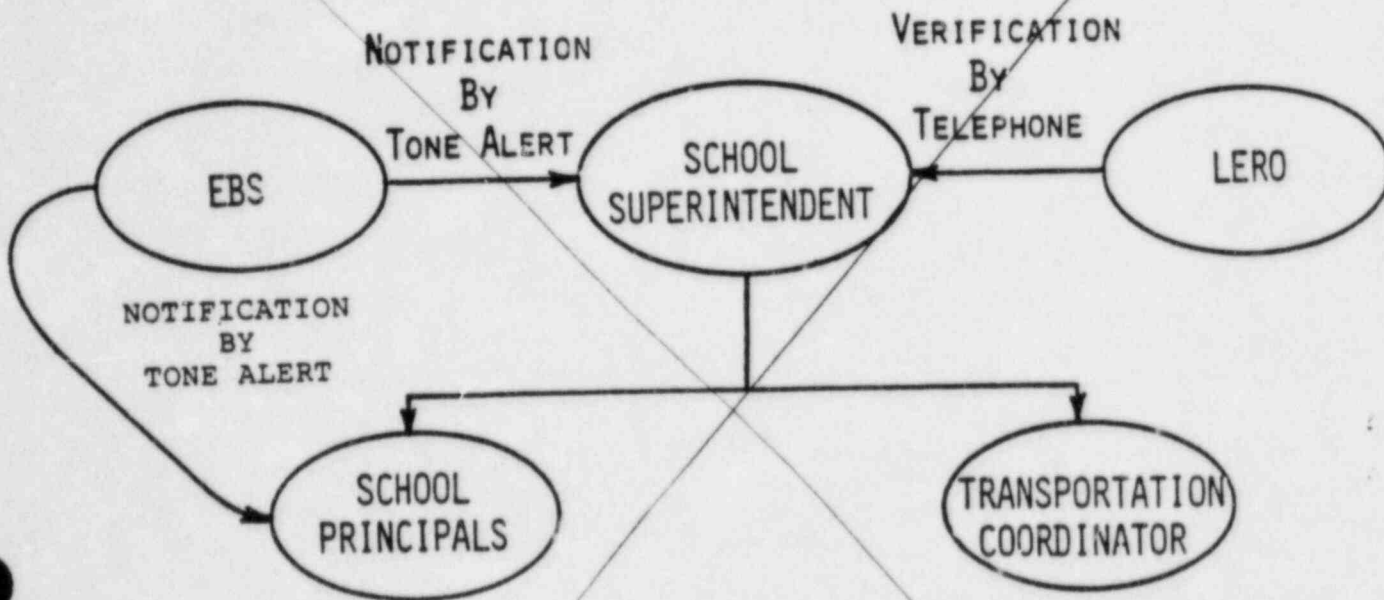 NOTIFICATION
BY
TONE ALERT
VERIFICATION
BY
TELEPHONE
EBS
SCHOOL
SUPERINTENDENT
LERO
NOTIFICATION
BY
TONE ALERT
SCHOOL
PRINCIPALS
TRANSPORTATION
COORDINATOR